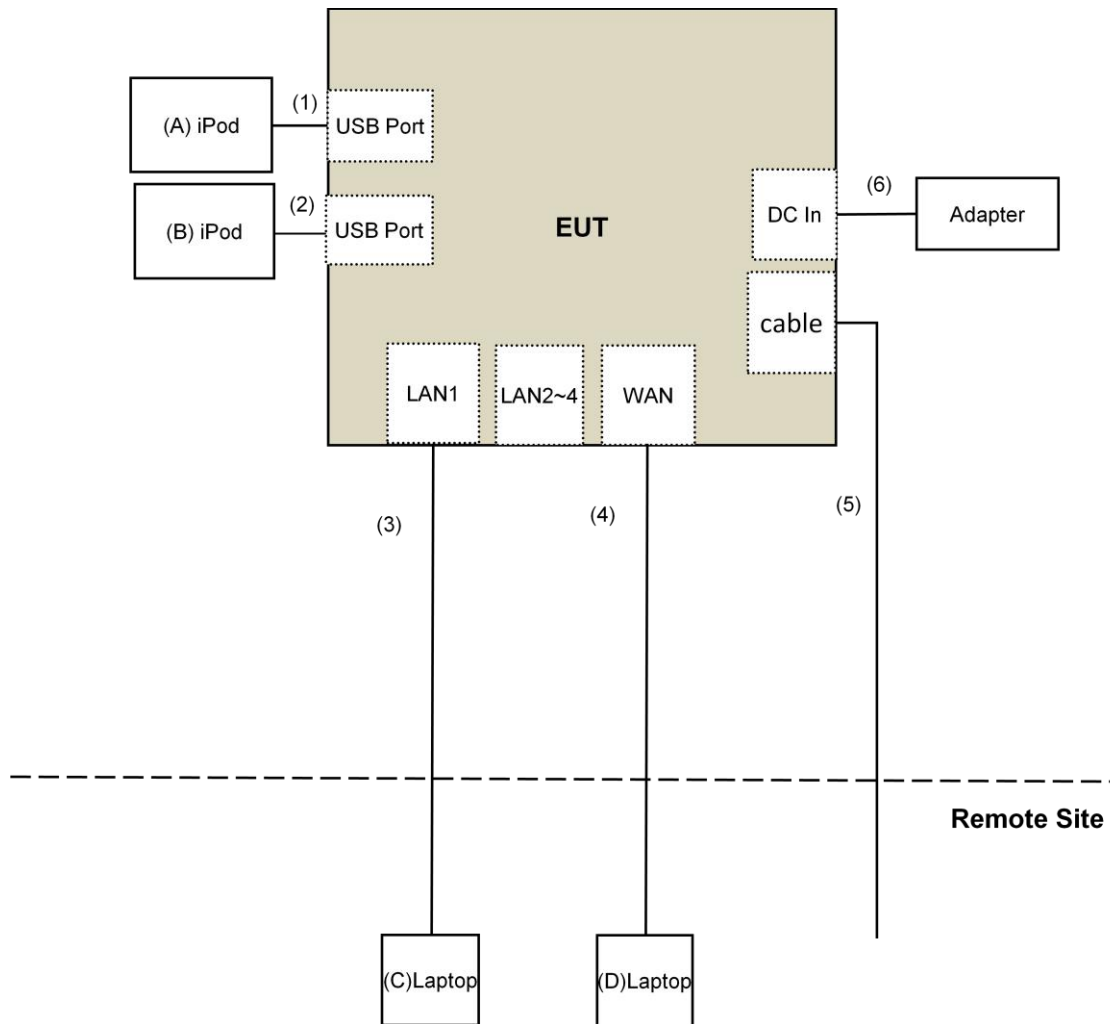 (A) iPod
(1)
USB Port
(B) iPod
(2)
USB Port
EUT
DC In
(6)
Adapter
cable
LAN1
LAN2~4
WAN
(3)
(4)
(5)
Remote Site
(C)Laptop
(D)Laptop